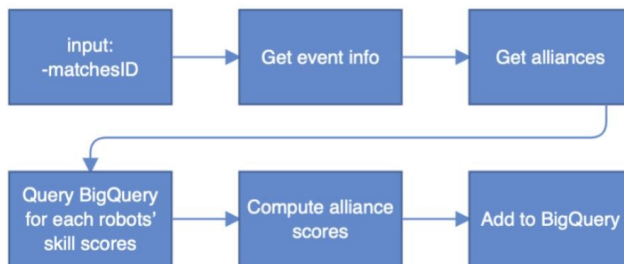 input:
-matchesID
Get event info
Get alliances
Query BigQuery
for each robots'
skill scores
Compute alliance
scores
Add to BigQuery